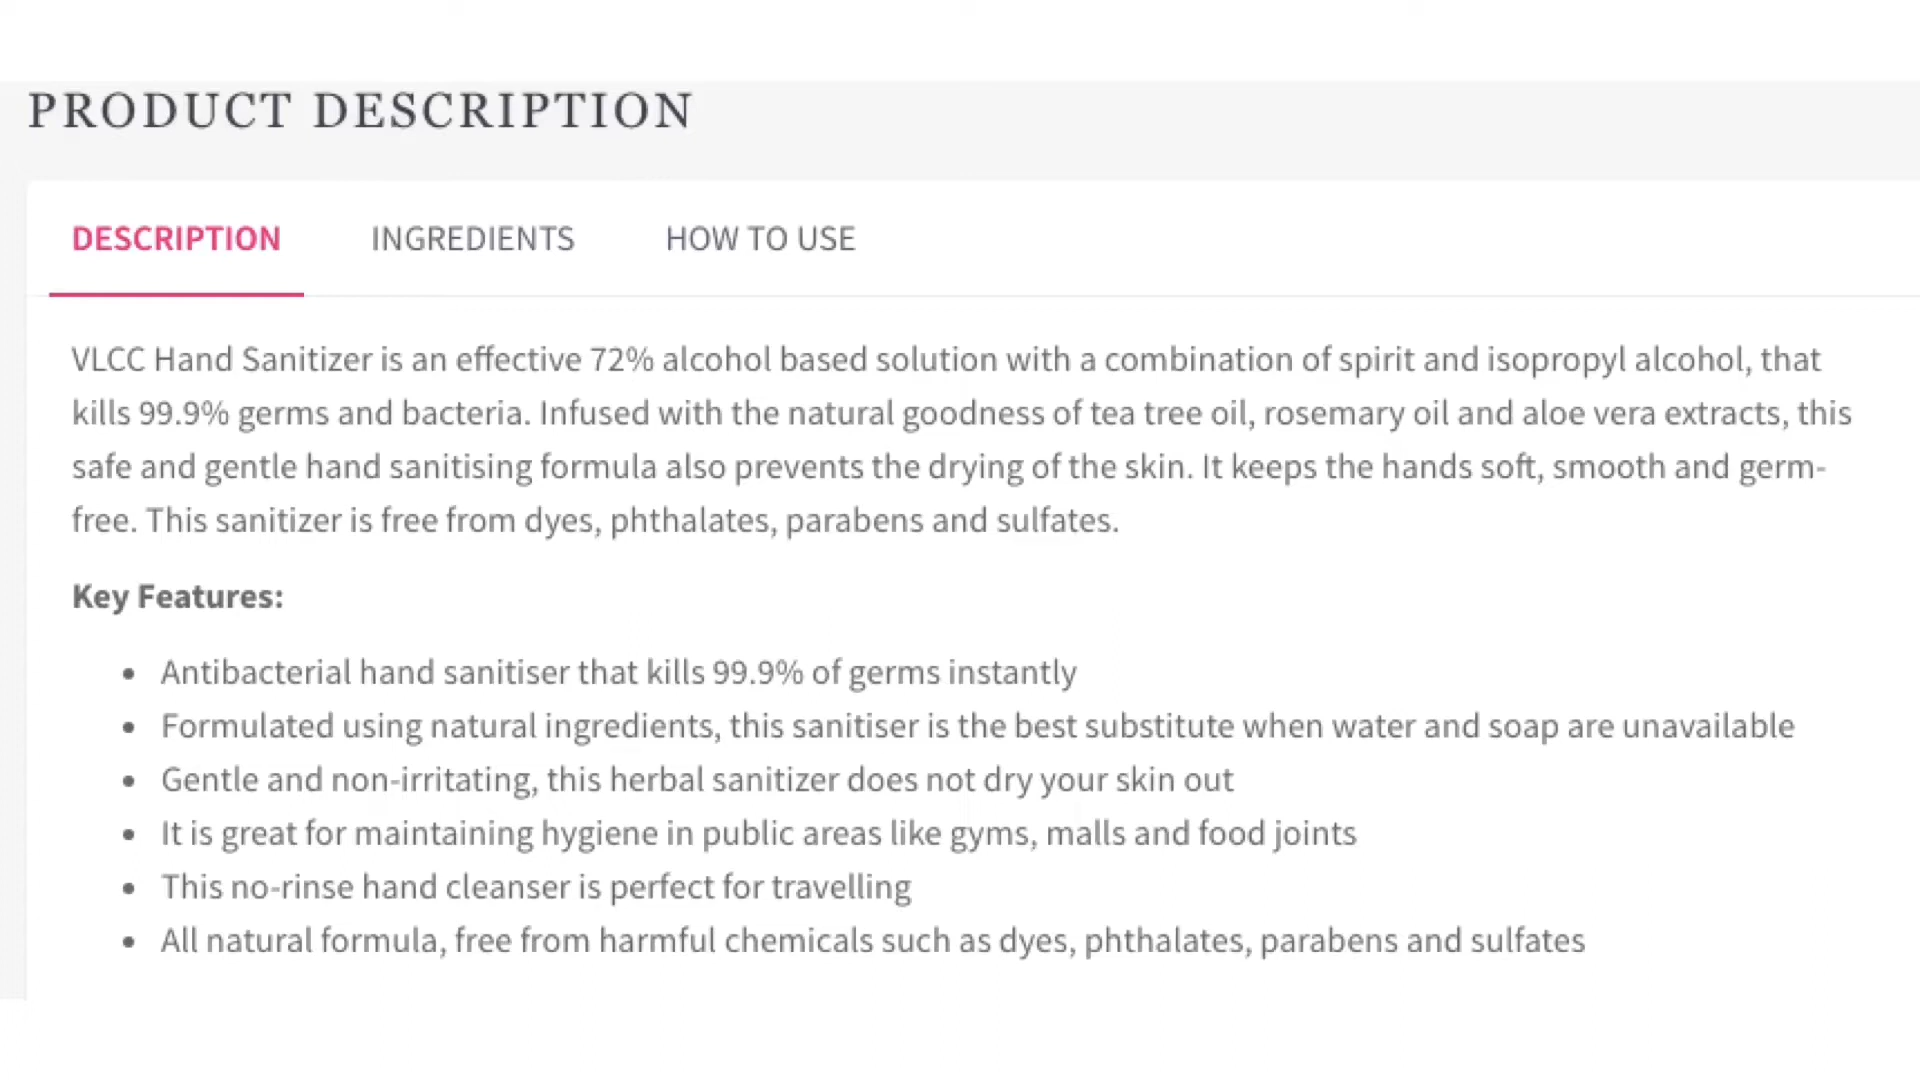 PRODUCT DESCRIPTION
DESCRIPTION INGREDIENTS HOW TO USE
VLCC Hand Sanitizer is an effective 72% alcohol based solution with a combination of spirit and isopropyl alcohol, that
kills 99.9% germs and bacteria. Infused with the natural goodness of tea tree oil, rosemary oil and aloe vera extracts, this
safe and gentle hand sanitising formula also prevents the drying of the skin. It keeps the hands soft, smooth and germ-
free. This sanitizer is free from dyes, phthalates, parabens and sulfates.
Key Features:
• Antibacterial hand sanitiser that kills 99.9% of germs instantly
• Formulated using natural ingredients, this sanitiser is the best substitute when water and soap are unavailable
• Gentle and non-irritating, this herbal sanitizer does not dry your skin out
• It is great for maintaining hygiene in public areas like gyms, malls and food joints
• This no-rinse hand cleanser is perfect for travelling
• All natural formula, free from harmful chemicals such as dyes, phthalates, parabens and sulfates